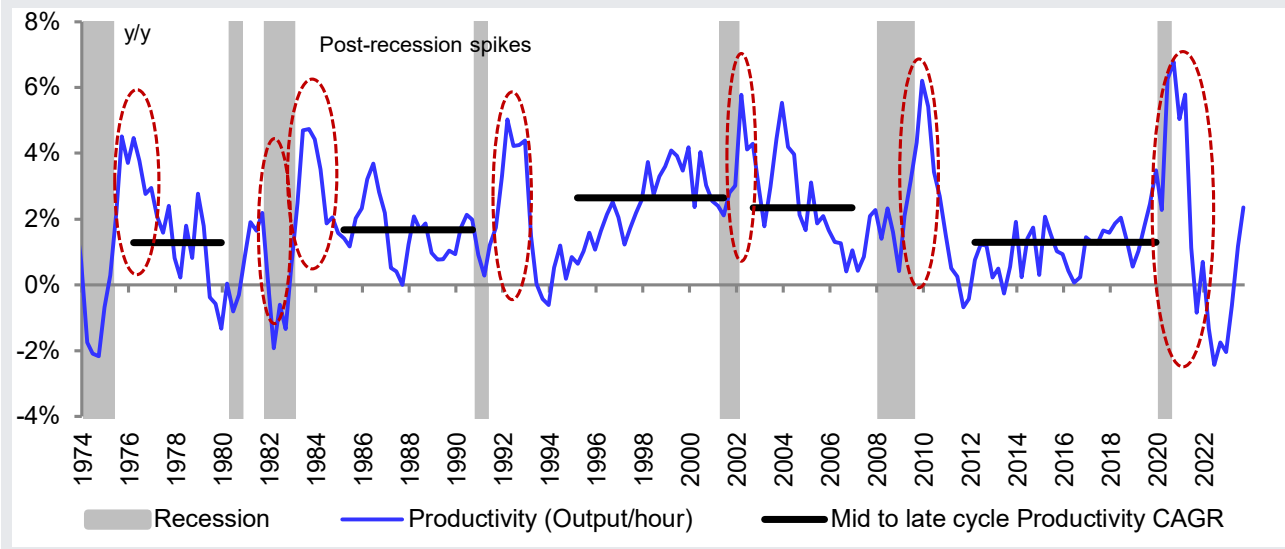 8%
y/y
Post-recession spikes
6%
4%
2%
0%
-2%
-4%
1974 1976 1978 1980 1982 1984 1986 1988 1990 1992 1994 1996 1998 2000 2002 2004 2006 2008 2010 2012 2014 2016 2018 2020 2022
Recession Productivity (Output/hour) Mid to late cycle Productivity CAGR